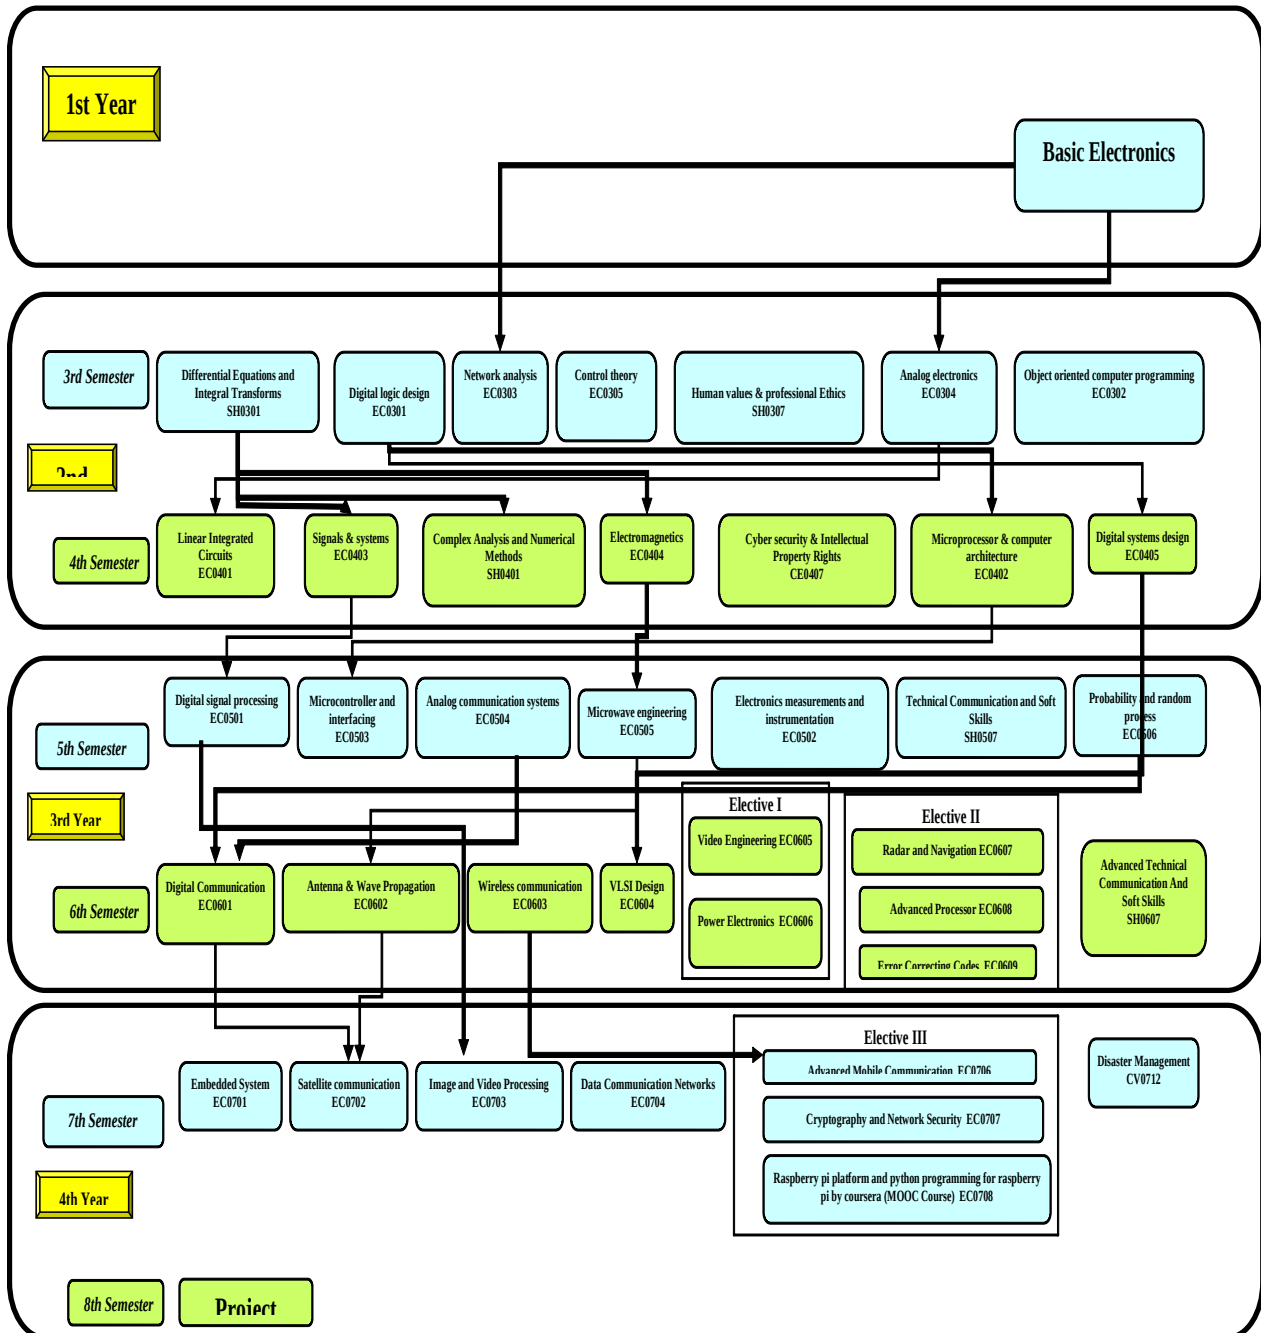 1st Year
Basic Electronics
3rd Semester
Differential Equations and
Integral Transforms
SH0301
Digital logic design
EC0301
Network analysis
EC0303
Control theory
EC0305
Human values & professional Ethics
SH0307
Analog electronics
EC0304
Object oriented computer programming
EC0302
2nd
4th Semester
Linear Integrated
Circuits
EC0401
Signals & systems
EC0403
Complex Analysis and Numerical
Methods
SH0401
Electromagnetics
EC0404
Cyber security & Intellectual
Property Rights
CE0407
Microprocessor & computer
architecture
EC0402
Digital systems design
EC0405
5th Semester
Digital signal processing
EC0501
Microcontroller and
interfacing
EC0503
Analog communication systems
EC0504
Microwave engineering
EC0505
Electronics measurements and
instrumentation
EC0502
Technical Communication and Soft
Skills
SH0507
Probability and random
process
EC0506
3rd Year
Elective I
Video Engineering EC0605
Power Electronics EC0606
Elective II
Radar and Navigation EC0607
Advanced Processor EC0608
Error Correcting Codes EC0609
Advanced Technical
Communication And
Soft Skills
SH0607
6th Semester
Digital Communication
EC0601
Antenna & Wave Propagation
EC0602
Wireless communication
EC0603
VLSI Design
EC0604
7th Semester
Embedded System
EC0701
Satellite communication
EC0702
Image and Video Processing
EC0703
Data Communication Networks
EC0704
Elective III
Advanced Mobile Communication EC0706
Cryptography and Network Security EC0707
Raspberry pi platform and python programming for raspberry
pi by coursera (MOOC Course) EC0708
Disaster Management
CV0712
4th Year
8th Semester
Project